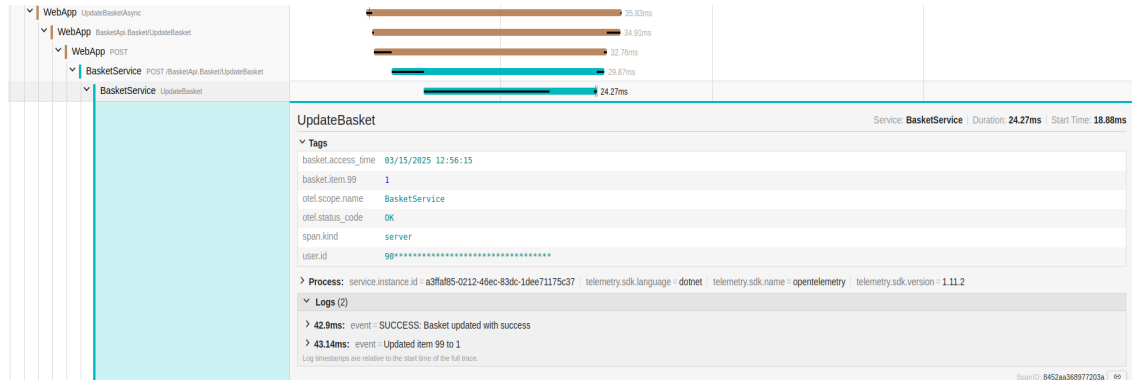 WebApp UpdateBasketAsync 35.83ms
WebApp BasketApi.Basket/UpdateBasket 34.91ms
WebApp POST 32.76ms
BasketService POST /BasketApi.Basket/UpdateBasket 29.87ms
BasketService UpdateBasket 24.27ms
UpdateBasket Service: BasketService Duration: 24.27ms Start Time: 18.88ms
Tags
basket.access_time 03/15/2025 12:56:15
basket.item.99 1
otel.scope.name BasketService
otel.status_code OK
span.kind server
user.id 90**********************************
Process: service.instance.id = a3ffaf85-0212-46ec-83dc-1dee71175c37 telemetry.sdk.language = dotnet telemetry.sdk.name = opentelemetry telemetry.sdk.version = 1.11.2
Logs (2)
42.9ms: event = SUCCESS: Basket updated with success
43.14ms: event = Updated item 99 to 1
Log timestamps are relative to the start time of the full trace.
SpanID: 8452aa368977203a